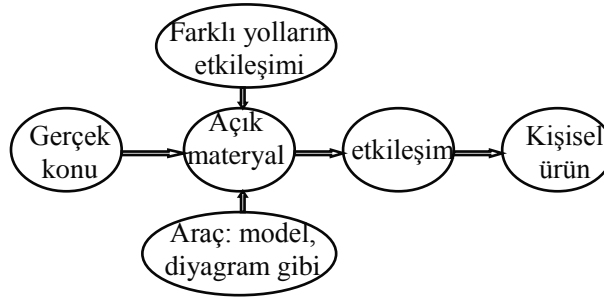 Farklı yolların
etkileşimi
Gerçek
konu
Açık
materyal
etkileşim
Kişisel
ürün
Araç: model,
diyagram gibi